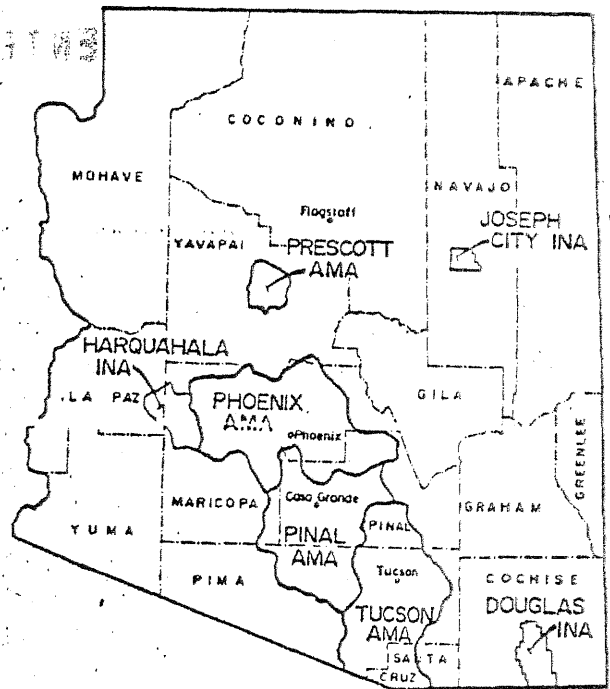 APACHE
COCONINO
MOHAVE
NAVAJO
Flagstaff
JOSEPH
CITY INA
YAVAPAI
PRESCOTT
AMA
HARQUAHALA
INA
LA PAZ
PHOENIX
AMA
GILA
Phoenix
GREENLEE
MARICOPA
Casa Grande
GRAHAM
YUMA
PINAL
PINAL
AMA
PIMA
Tucson
COCHISE
TUCSON
AMA
DOUGLAS
INA
SANTA
CRUZ